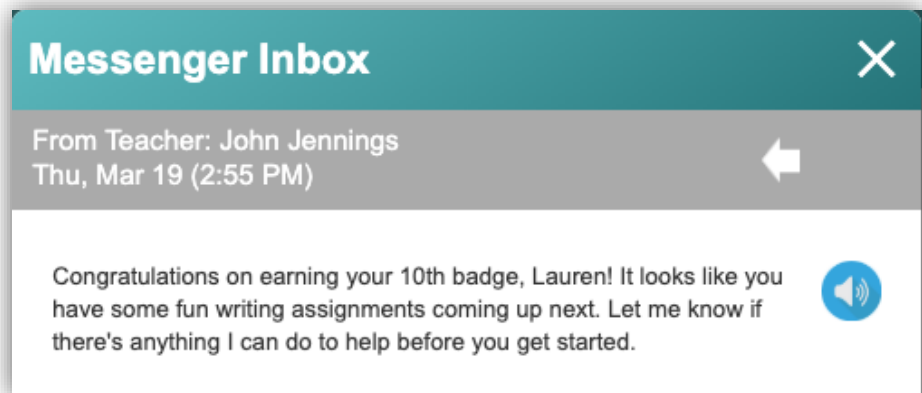 Messenger Inbox
From Teacher: John Jennings
Thu, Mar 19 (2:55 PM)
Congratulations on earning your 10th badge, Lauren! It looks like you
have some fun writing assignments coming up next. Let me know if
there's anything I can do to help before you get started.